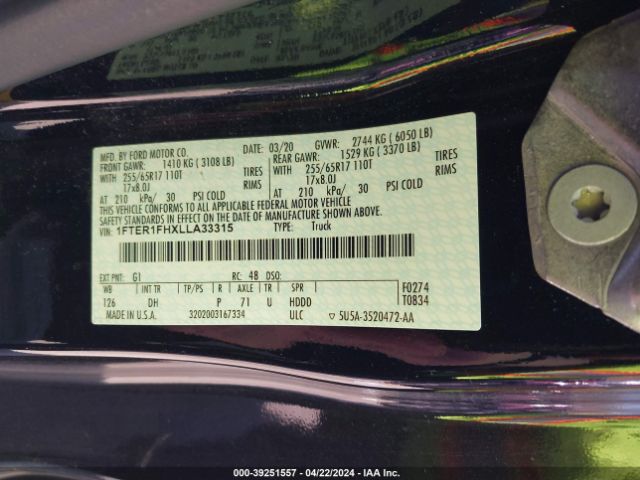 MFD. BY FORD MOTOR CO. DATE: 03/20 GVWR: 2744 KG ( 6050 LB)
FRONT GAWR: 1410 KG ( 3108 LB) REAR GAWR: 1529 KG ( 3370 LB)
WITH 255/65R17 110T TIRES WITH 255/65R17 110T TIRES
17x8.0J RIMS 17x8.0J RIMS
AT 210 kPa/ 30 PSI COLD AT 210 kPa/ 30 PSI COLD
THIS VEHICLE CONFORMS TO ALL APPLICABLE FEDERAL MOTOR VEHICLE
SAFETY STANDARDS IN EFFECT ON THE DATE OF MANUFACTURE SHOWN ABOVE.
VIN: 1FTER1FHXLLA33315 TYPE: Truck
EXT PNT: G1 RC: 48 DSO:
WB INT TR TP/PS R AXLE TR SPR F0274
126 DH P 71 U HDDD T0834
MADE IN U.S.A. 3202003167334 ULC 5U5A-3520472-AA
000-39251557 - 04/22/2024 - IAA Inc.